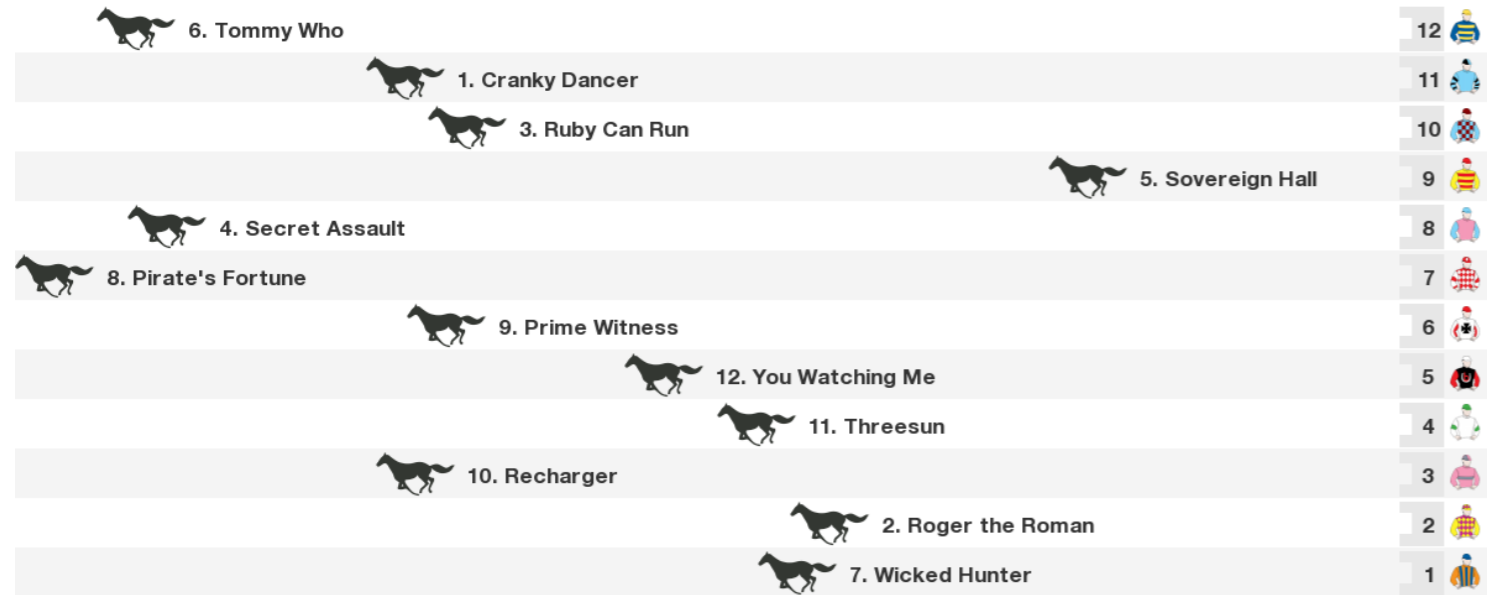 6. Tommy Who 12
1. Cranky Dancer 11
3. Ruby Can Run 10
5. Sovereign Hall 9
4. Secret Assault 8
8. Pirate's Fortune 7
9. Prime Witness 6
12. You Watching Me 5
11. Threesun 4
10. Recharger 3
2. Roger the Roman 2
7. Wicked Hunter 1